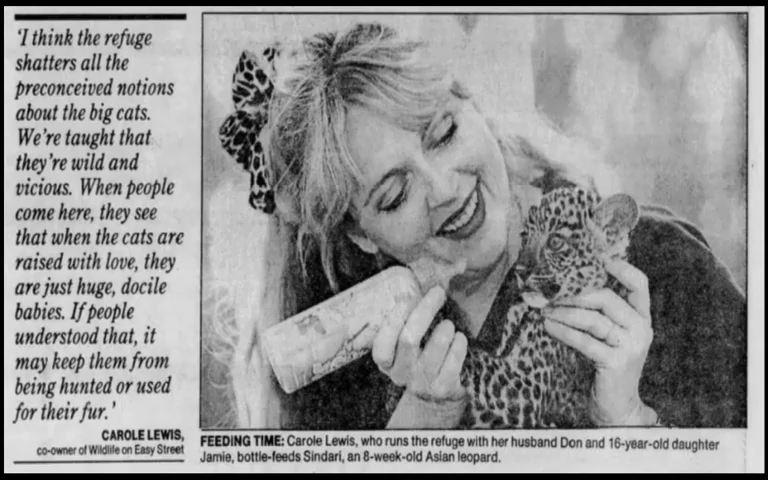 ‘I think the refuge
shatters all the
preconceived notions
about the big cats.
We're taught that
they're wild and
vicious. When people
come here, they see
that when the cats are
raised with love, they
are just huge, docile
babies. If people
understood that, it
may keep them from
being hunted or used
for their fur.’
CAROLE LEWIS,
co-owner of Wildlife on Easy Street
FEEDING TIME: Carole Lewis, who runs the refuge with her husband Don and 16-year-old daughter
Jamie, bottle-feeds Sindari, an 8-week-old Asian leopard.